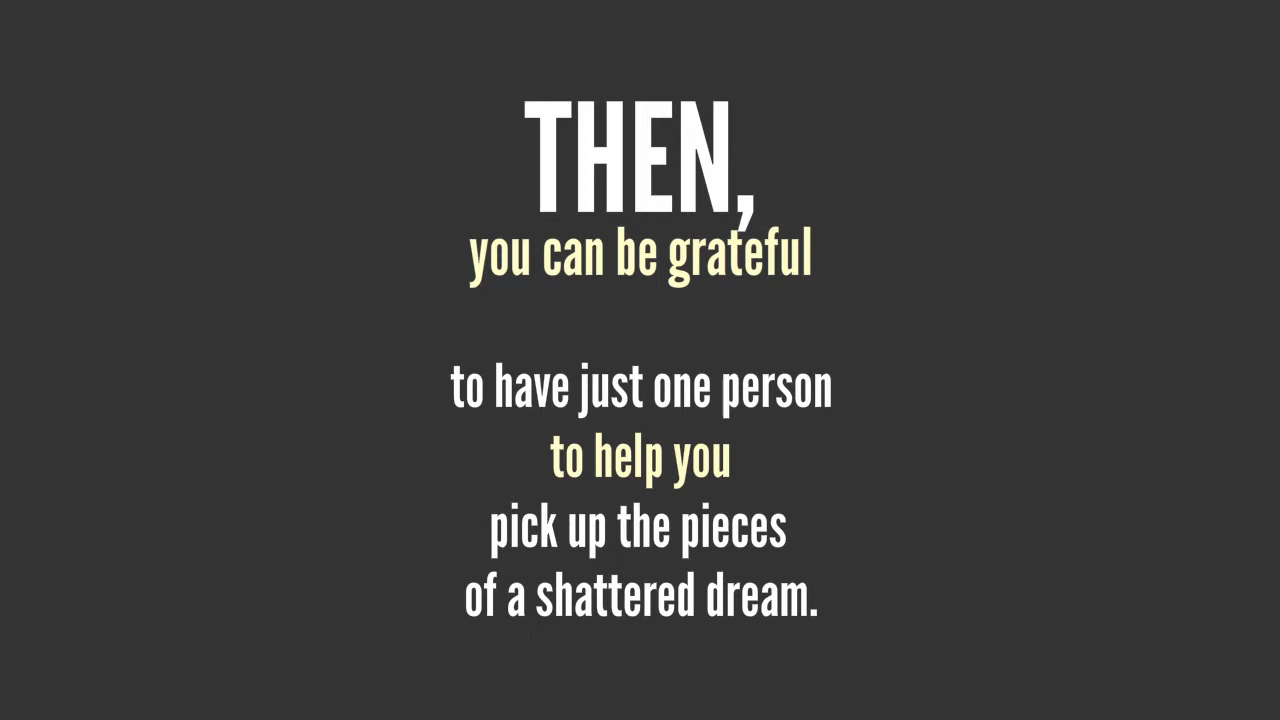 THEN,
you can be grateful
to have just one person
to help you
pick up the pieces
of a shattered dream.